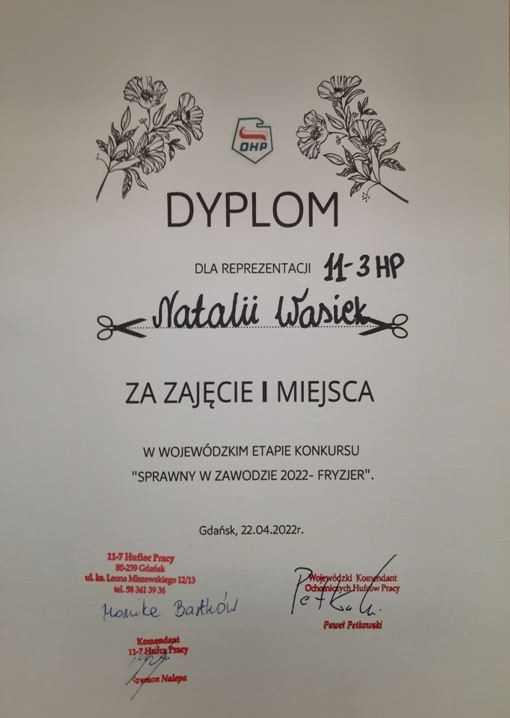 OHP
DYPLOM
DLA REPREZENTACJI 11-3 HP
Natalii Wasiek
ZA ZAJĘCIE I MIEJSCA
W WOJEWÓDZKIM ETAPIE KONKURSU
"SPRAWNY W ZAWODZIE 2022- FRYZJER".
Gdańsk, 22.04.2022r.
11-7 Hufiec Pracy
80-239 Gdańsk
ul. ks. Leona Miszewskiego 12/13
tel. 58 341 39 36
Monika Bartków
Komendant
11-7 Hufca Pracy
Szymon Nalepa
Wojewódzki Komendant
Ochotniczych Hufców Pracy
Paweł Petkowski